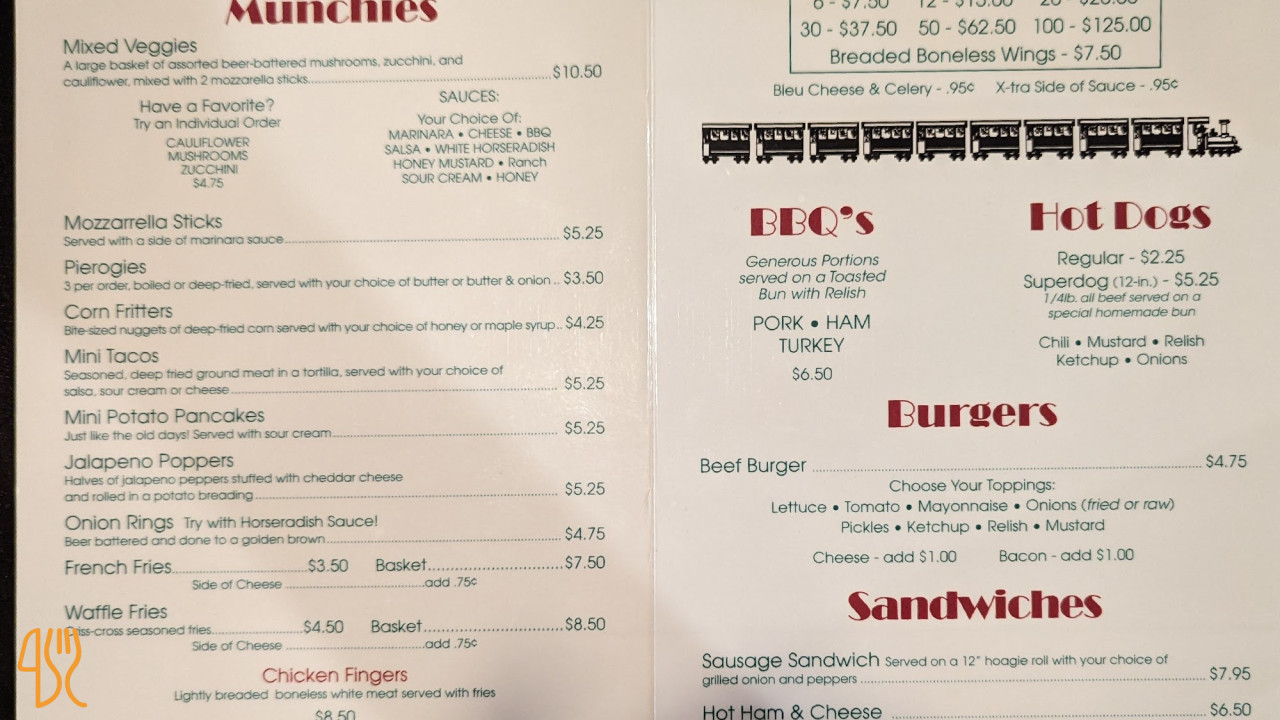 Munchies
Mixed Veggies
A large basket of assorted beer-battered mushrooms, zucchini, and
cauliflower, mixed with 2 mozzarella sticks...$10.50
Have a Favorite?
Try an Individual Order
CAULIFLOWER
MUSHROOMS
ZUCCHINI
$4.75
SAUCES:
Your Choice Of:
MARINARA • CHEESE • BBQ
SALSA • WHITE HORSERADISH
HONEY MUSTARD • Ranch
SOUR CREAM • HONEY
Mozzarrella Sticks
Served with a side of marinara sauce...$5.25
Pierogies
3 per order, boiled or deep-fried, served with your choice of butter or butter & onion .. $3.50
Corn Fritters
Bite-sized nuggets of deep-fried corn served with your choice of honey or maple syrup.. $4.25
Mini Tacos
Seasoned, deep fried ground meat in a tortilla, served with your choice of
salsa, sour cream or cheese...$5.25
Mini Potato Pancakes
Just like the old days! Served with sour cream...$5.25
Jalapeno Poppers
Halves of jalapeno peppers stuffed with cheddar cheese
and rolled in a potato breading...$5.25
Onion Rings Try with Horseradish Sauce!
Beer battered and done to a golden brown...$4.75
French Fries...$3.50 Basket...$7.50
Side of Cheese ...add .75¢
Waffle Fries
criss-cross seasoned fries...$4.50 Basket...$8.50
Side of Cheese ...add .75¢
Chicken Fingers
Lightly breaded boneless white meat served with fries
$8.50
30 - $37.50 50 - $62.50 100 - $125.00
Breaded Boneless Wings - $7.50
Bleu Cheese & Celery - .95¢ X-tra Side of Sauce - .95¢
BBQ's
Generous Portions
served on a Toasted
Bun with Relish
PORK • HAM
TURKEY
$6.50
Hot Dogs
Regular - $2.25
Superdog (12-in.) - $5.25
1/4lb. all beef served on a
special homemade bun
Chili • Mustard • Relish
Ketchup • Onions
Burgers
Beef Burger ...$4.75
Choose Your Toppings:
Lettuce • Tomato • Mayonnaise • Onions (fried or raw)
Pickles • Ketchup • Relish • Mustard
Cheese - add $1.00 Bacon - add $1.00
Sandwiches
Sausage Sandwich Served on a 12" hoagie roll with your choice of
grilled onion and peppers ...$7.95
Hot Ham & Cheese ...$6.50